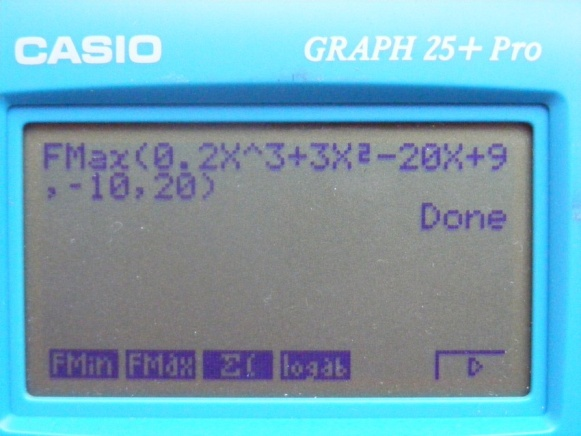 CASIO GRAPH 25+ Pro
FMax(0.2X^3+3X²-20X+9
,-10,20)
Done
FMin FMax Σ( logab ▷